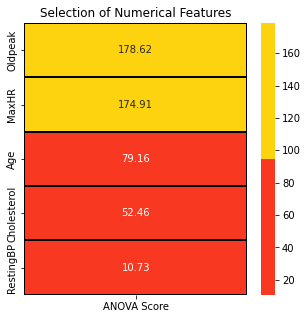 Selection of Numerical Features
Oldpeak
178.62
MaxHR
174.91
Age
79.16
Cholesterol
52.46
RestingBP
10.73
ANOVA Score
160
140
120
100
80
60
40
20